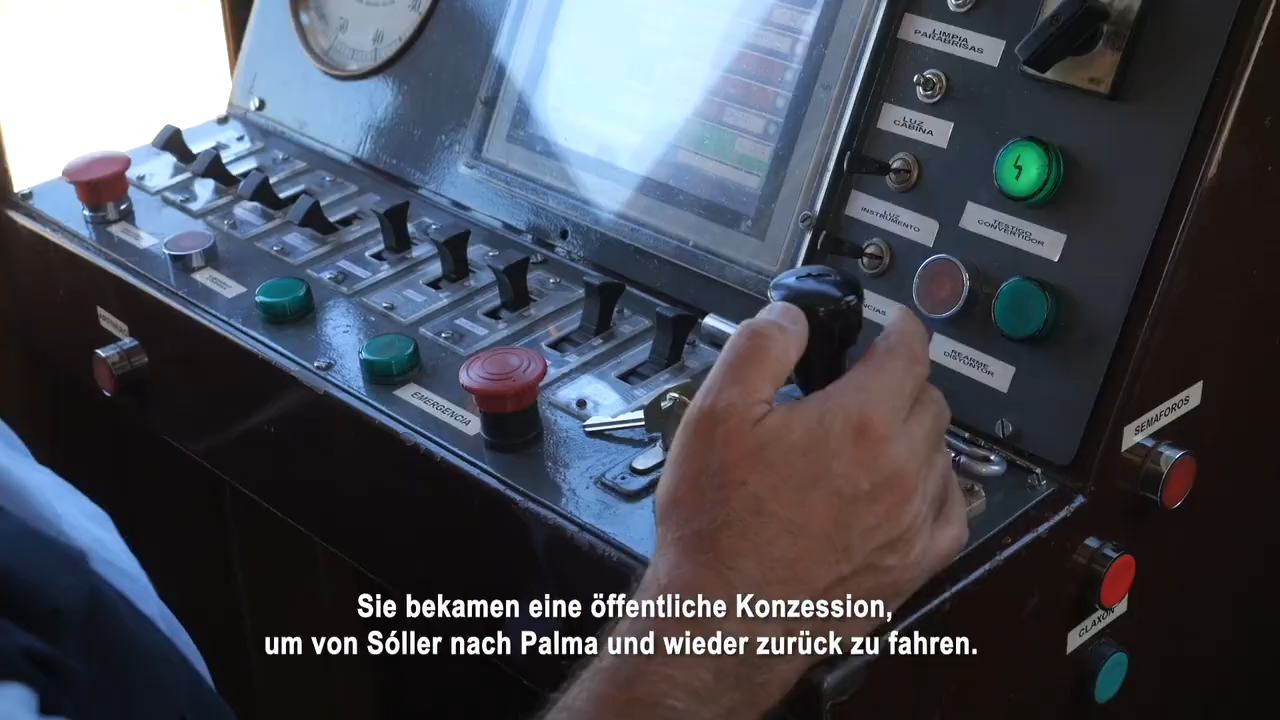 LIMPIA
PARABRISAS
LUZ
CABINA
LUZ
INSTRUMENTO
TESTIGO
CONVERTIDOR
REARME
DISYUNTOR
EMERGENCIA
SEMAFOROS
CLAXON
Sie bekamen eine öffentliche Konzession,
um von Sóller nach Palma und wieder zurück zu fahren.